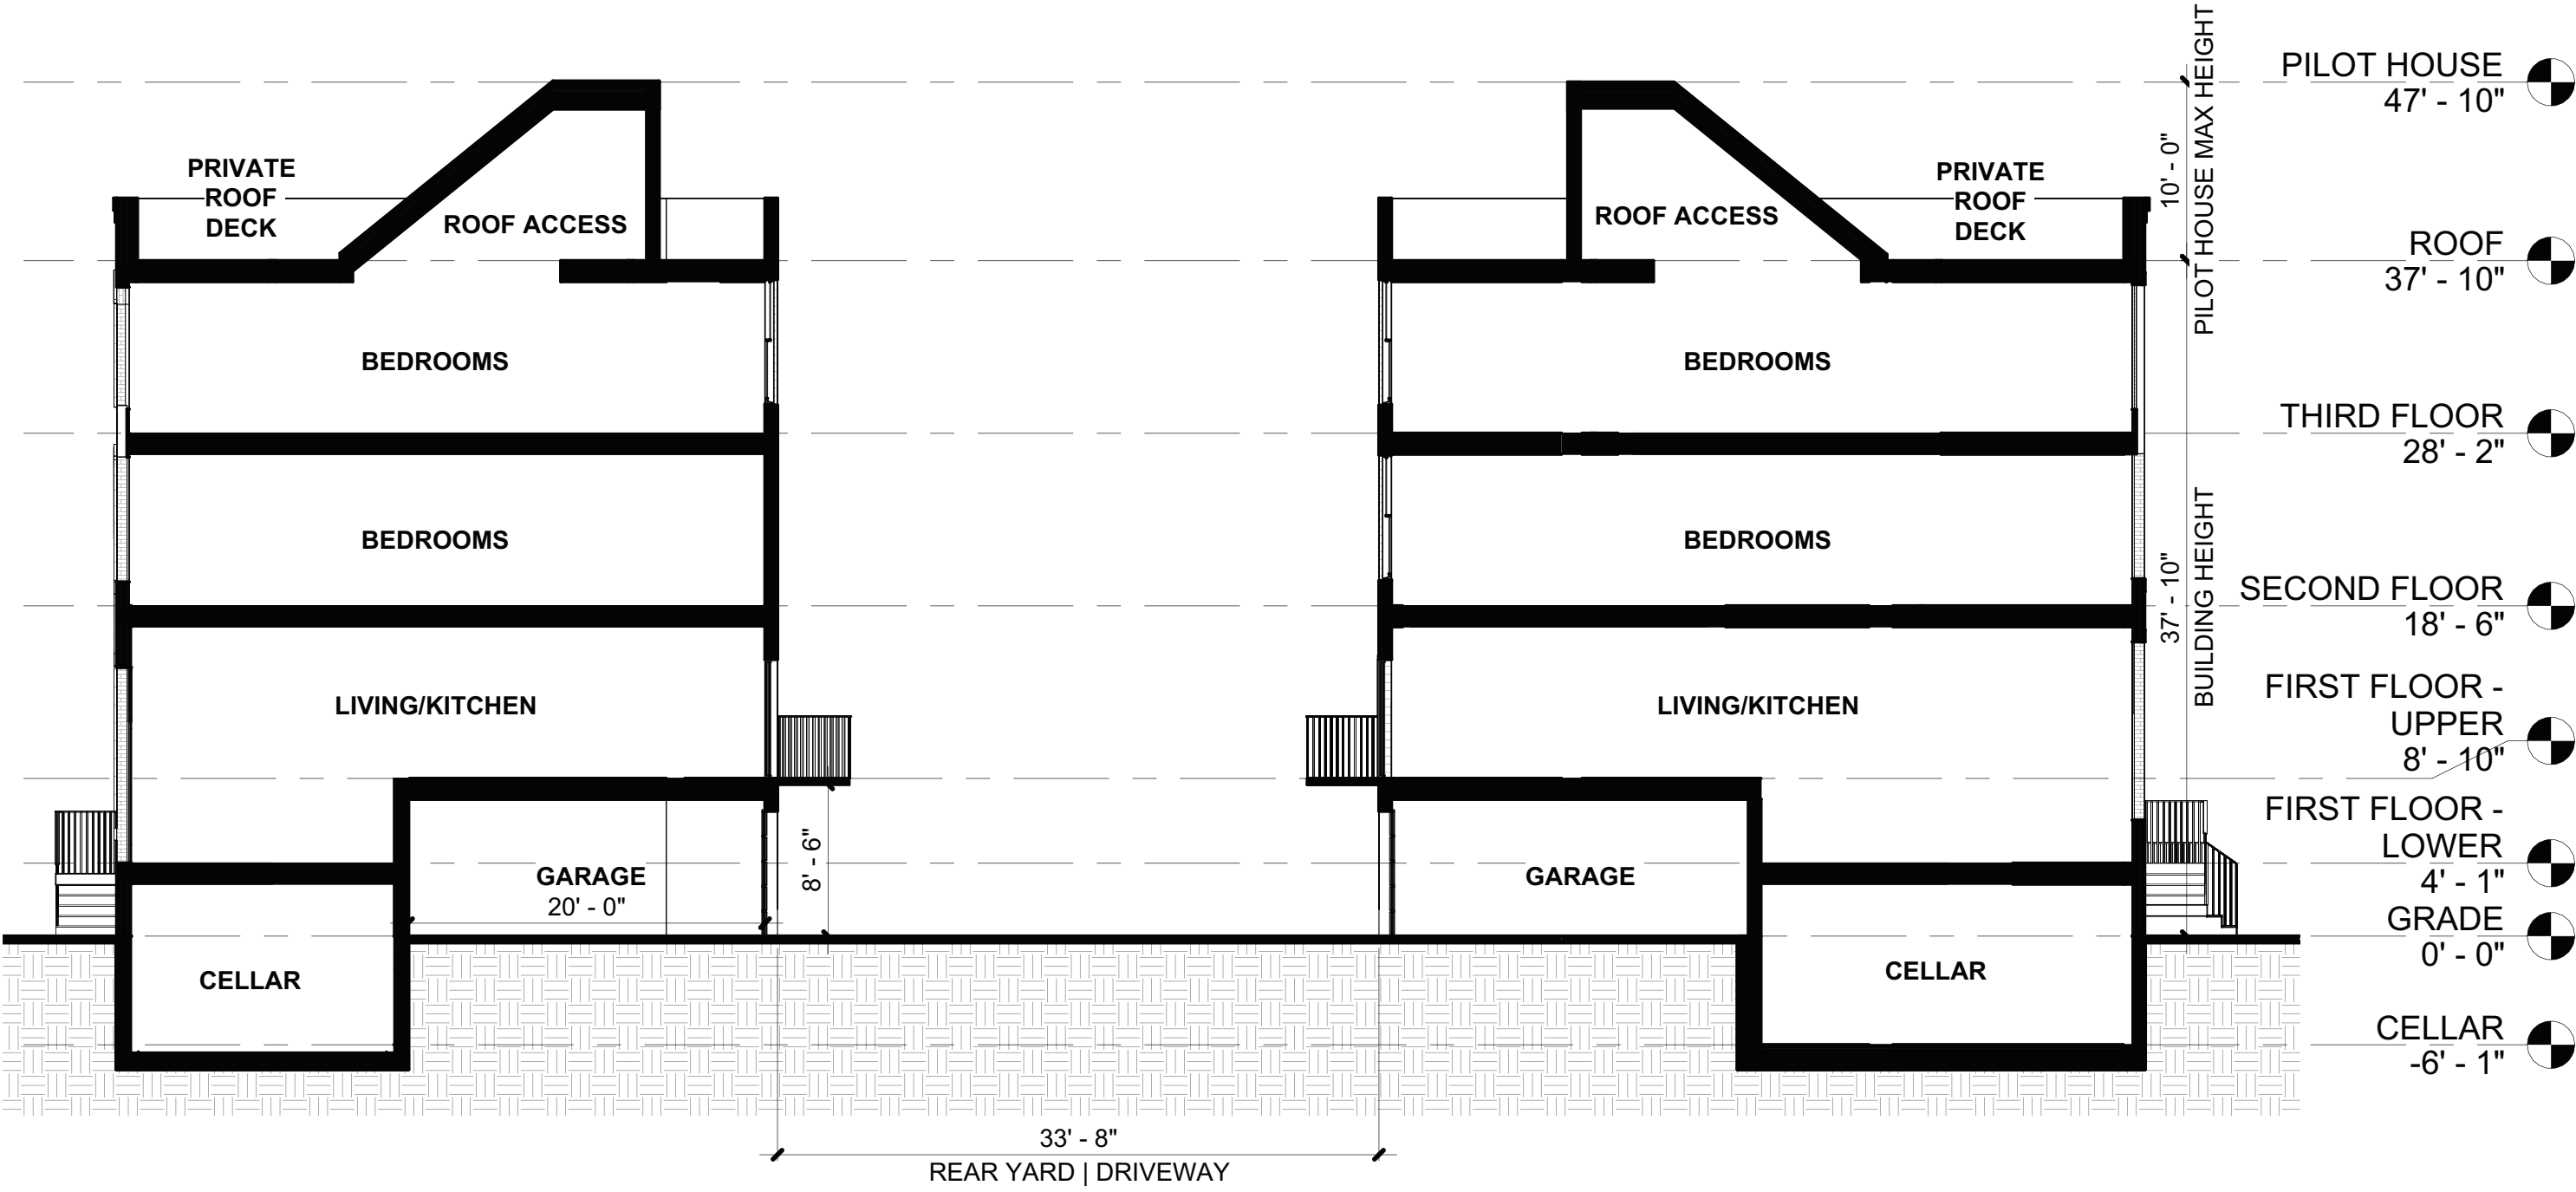 PILOT HOUSE
47' - 10"
PRIVATE
ROOF
DECK
ROOF ACCESS
ROOF ACCESS
PRIVATE
ROOF
DECK
10' - 0"
PILOT HOUSE MAX HEIGHT
ROOF
37' - 10"
BEDROOMS
BEDROOMS
THIRD FLOOR
28' - 2"
BEDROOMS
BEDROOMS
37' - 10"
BUILDING HEIGHT
SECOND FLOOR
18' - 6"
LIVING/KITCHEN
LIVING/KITCHEN
FIRST FLOOR -
UPPER
8' - 10"
FIRST FLOOR -
LOWER
4' - 1"
GARAGE
20' - 0"
8' - 6"
GARAGE
GRADE
0' - 0"
CELLAR
CELLAR
CELLAR
-6' - 1"
33' - 8"
REAR YARD | DRIVEWAY